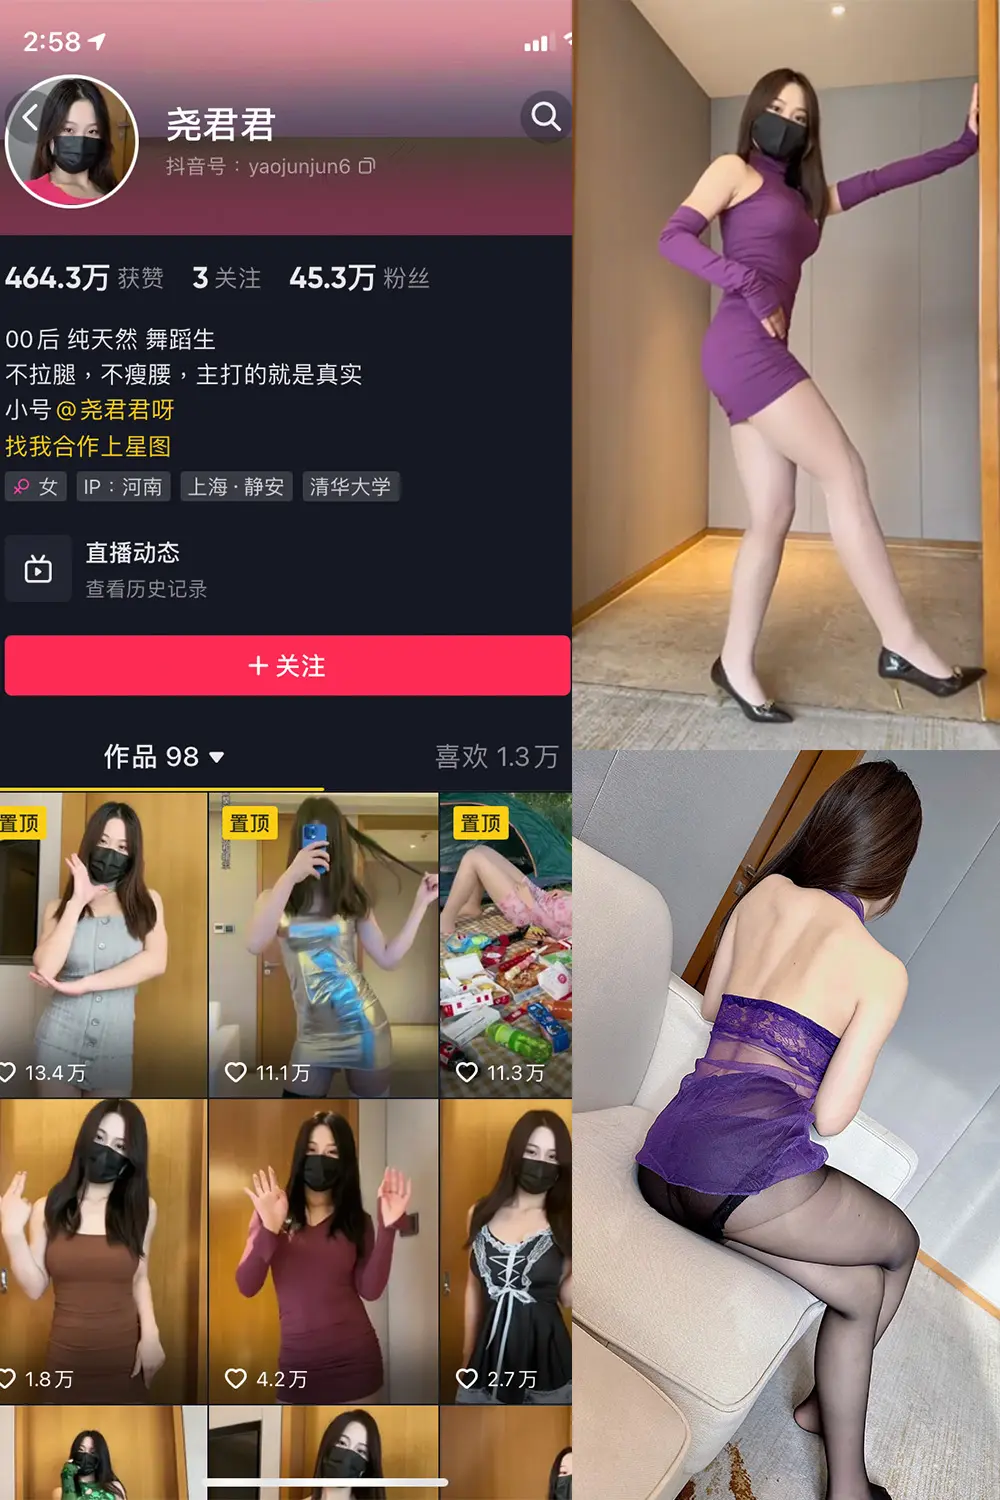 2:58
尧君君
抖音号：yaojunjun6
464.3万 获赞 3 关注 45.3万 粉丝
00后 纯天然 舞蹈生
不拉腿，不瘦腰，主打的就是真实
小号@尧君君呀
找我合作上星图
女 IP：河南 上海·静安 清华大学
直播动态
查看历史记录
+ 关注
作品 98 喜欢 1.3万
置顶 置顶 置顶
13.4万 11.1万 11.3万
1.8万 4.2万 2.7万